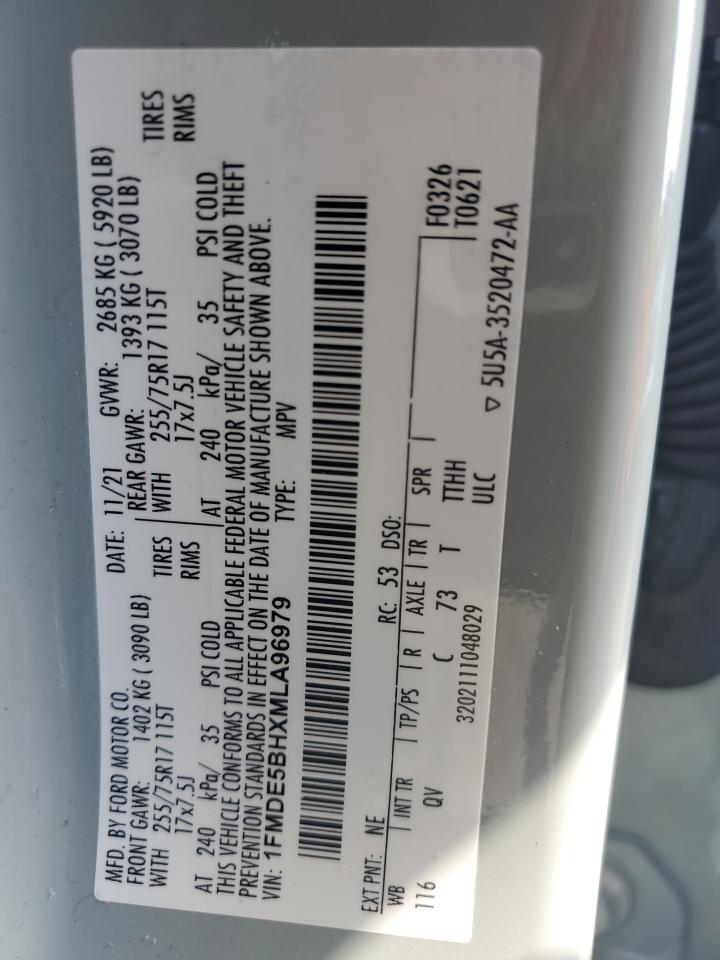 MFD. BY FORD MOTOR CO. DATE: 11/21 GVWR: 2685 KG ( 5920 LB)
FRONT GAWR: 1402 KG ( 3090 LB) REAR GAWR: 1393 KG ( 3070 LB)
WITH 255/75R17 115T TIRES WITH 255/75R17 115T TIRES
17x7.5J RIMS 17x7.5J RIMS
AT 240 kPa/ 35 PSI COLD AT 240 kPa/ 35 PSI COLD
THIS VEHICLE CONFORMS TO ALL APPLICABLE FEDERAL MOTOR VEHICLE SAFETY AND THEFT
PREVENTION STANDARDS IN EFFECT ON THE DATE OF MANUFACTURE SHOWN ABOVE.
VIN: 1FMDE5BHXMLA96979 TYPE: MPV
EXT PNT: NE RC: 53 DSO:
WB INT TR TP/PS R AXLE TR SPR F0326
116 QV C 73 T TTHH T0621
3202111048029 ULC
▽ 5U5A-3520472-AA